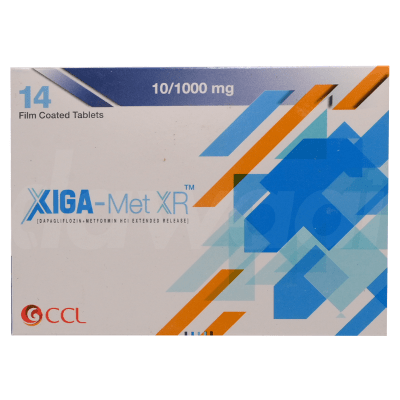 10/1000 mg
14
Film Coated Tablets
XIGA-Met XR™
(DAPAGLIFLOZIN+METFORMIN HCl EXTENDED RELEASE)
CCL